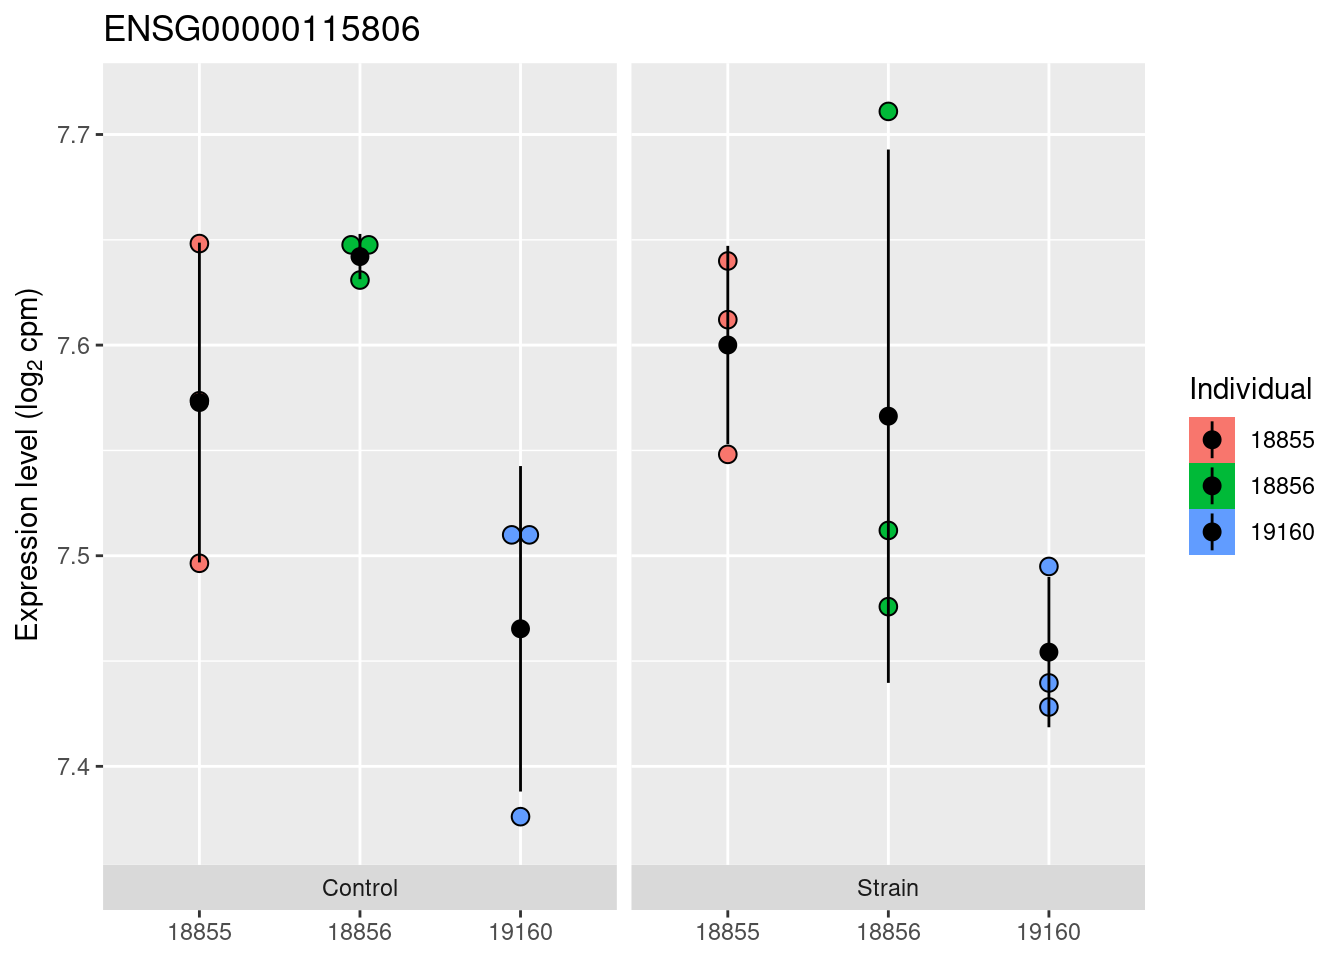 ENSG00000115806
Expression level (log2 cpm)
7.7
7.6
7.5
7.4
Control
Strain
18855
18856
19160
18855
18856
19160
Individual
18855
18856
19160